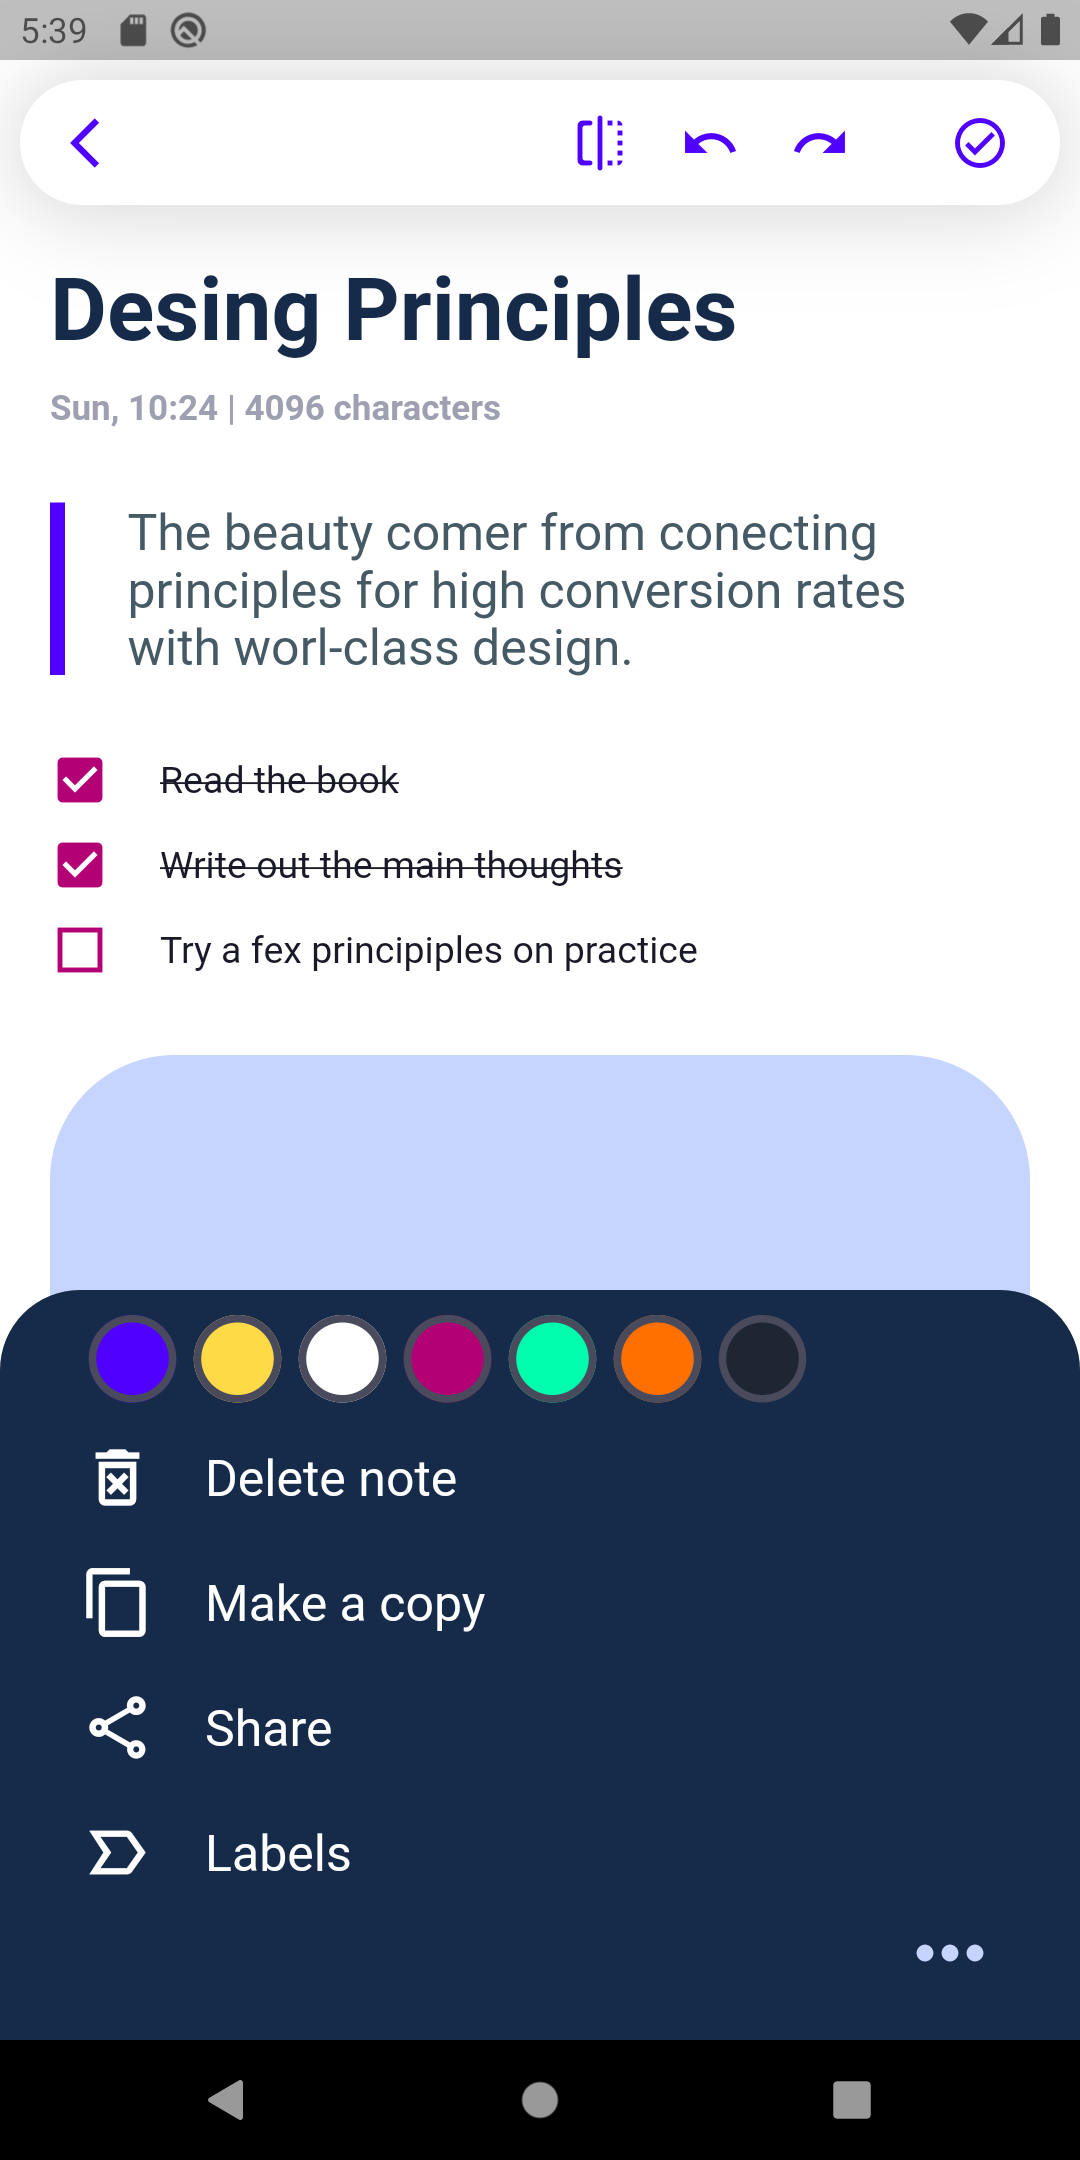 5:39
Desing Principles
Sun, 10:24 | 4096 characters
The beauty comer from conecting
principles for high conversion rates
with worl-class design.
Read the book
Write out the main thoughts
Try a fex principiples on practice
Delete note
Make a copy
Share
Labels